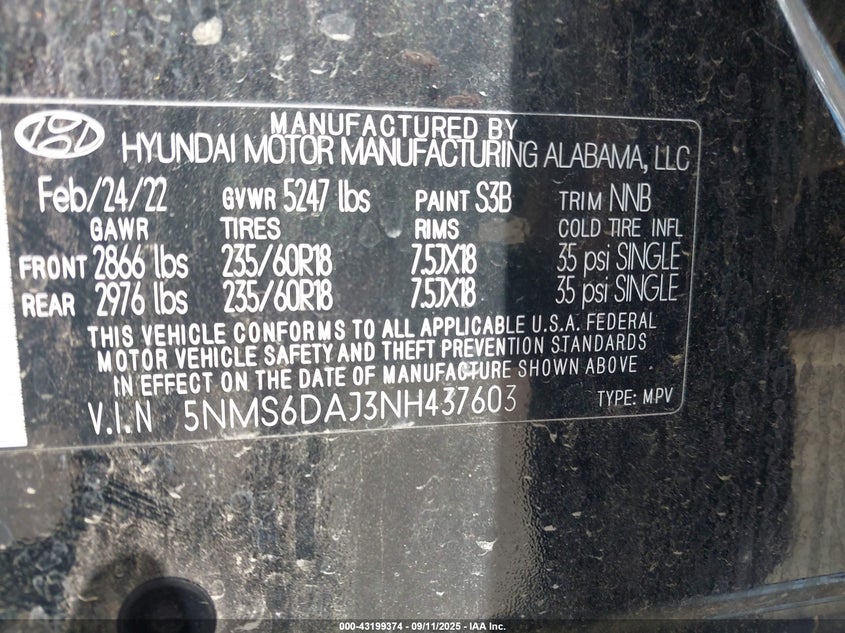 MANUFACTURED BY
HYUNDAI MOTOR MANUFACTURING ALABAMA, LLC
Feb/24/22 GVWR 5247 lbs PAINT S3B TRIM NNB
GAWR TIRES RIMS COLD TIRE INFL
FRONT 2866 lbs 235/60R18 7.5JX18 35 psi SINGLE
REAR 2976 lbs 235/60R18 7.5JX18 35 psi SINGLE
THIS VEHICLE CONFORMS TO ALL APPLICABLE U.S.A. FEDERAL
MOTOR VEHICLE SAFETY AND THEFT PREVENTION STANDARDS
IN EFFECT ON THE DATE OF MANUFACTURE SHOWN ABOVE
V.I.N 5NMS6DAJ3NH437603 TYPE: MPV
000-43199374 - 09/11/2025 - IAA Inc.